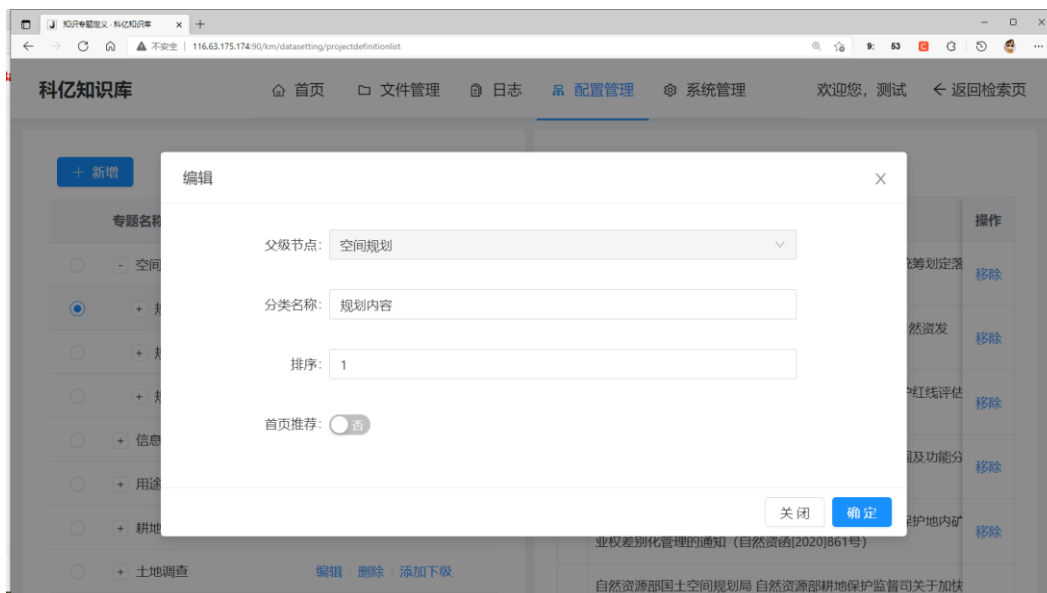 知识专题定义 - 科亿知识库
不安全 116.63.175.174:90/km/datasetting/projectdefinitionlist
科亿知识库 首页 文件管理 日志 配置管理 系统管理 欢迎您，测试 返回检索页
+ 新增
编辑
专题名称
操作
父级节点: 空间规划
- 空间
统筹划定落
移除
分类名称: 规划内容
然资发
移除
排序: 1
护红线评估
移除
首页推荐: 否
+ 信息
及功能分
移除
+ 用途
关闭 确定
+ 耕地
保护地内矿
业权差别化管理的通知（自然资函[2020]861号）
移除
+ 土地调查 编辑 删除 添加下级
自然资源部国土空间规划局 自然资源部耕地保护监督司关于加快